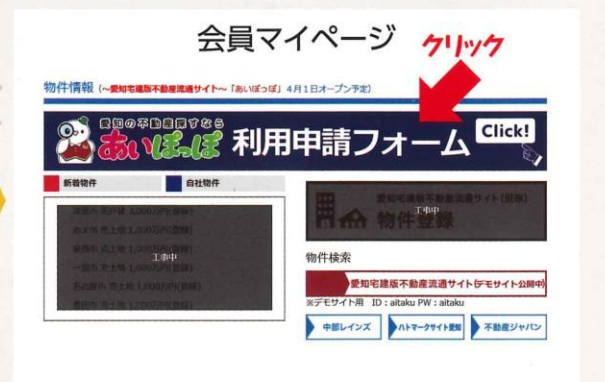 会員マイページ
クリック
物件情報 (～愛知宅建版不動産流通サイト～「あいぽっぽ」4月1日オープン予定)
愛知の不動産探すなら
あいぽっぽ 利用申請フォーム Click!
新着物件
自社物件
愛知宅建版不動産流通サイト(仮称)
物件登録
工事中
工事中
物件検索
愛知宅建版不動産流通サイト(デモサイト公開中)
※デモサイト用 ID：aitaku PW：aitaku
中部レインズ
ハトマークサイト愛知
不動産ジャパン